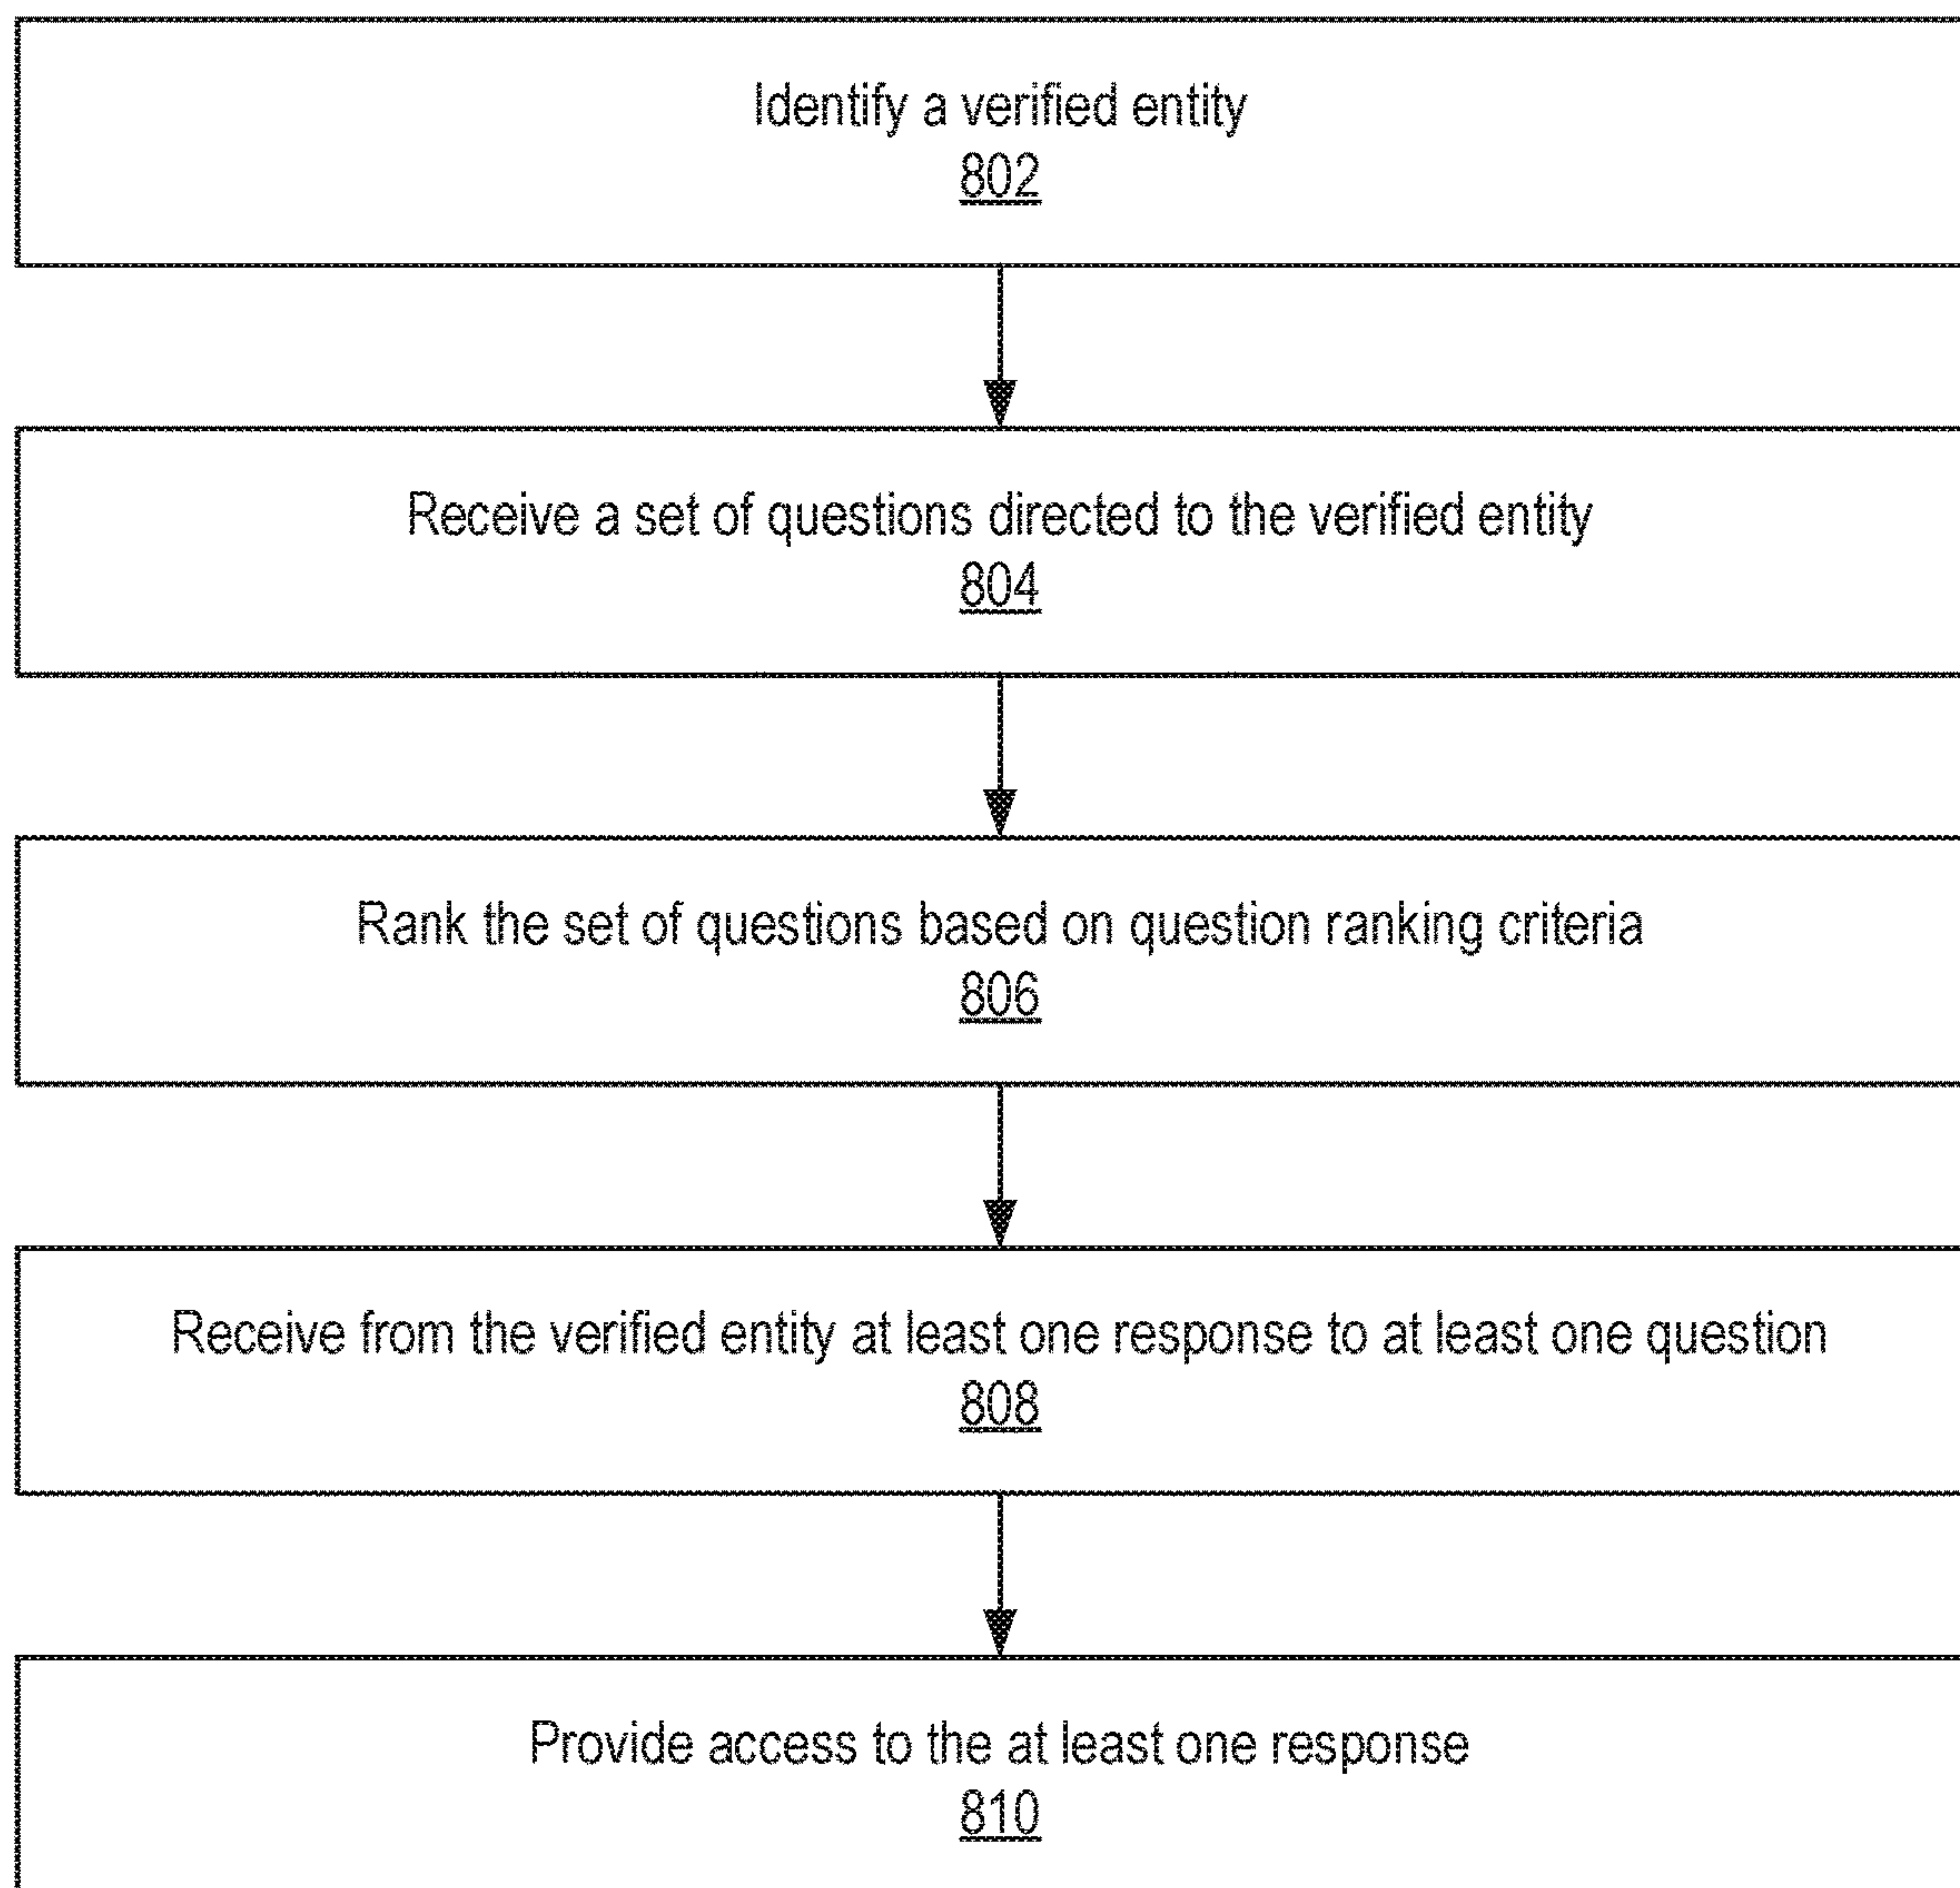 Identify a verified entity
802
Receive a set of questions directed to the verified entity
804
Rank the set of questions based on question ranking criteria
806
Receive from the verified entity at least one response to at least one question
808
Provide access to the at least one response
810